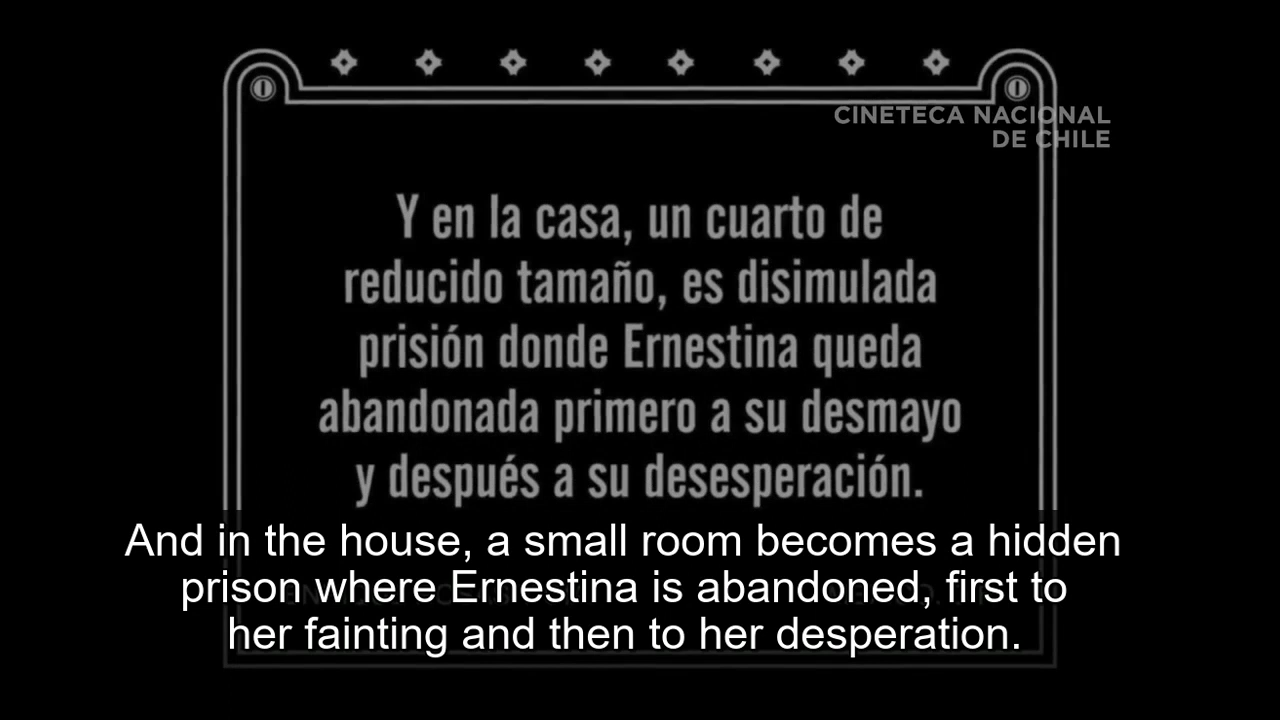 CINETECA NACIONAL
DE CHILE
Y en la casa, un cuarto de
reducido tamaño, es disimulada
prisión donde Ernestina queda
abandonada primero a su desmayo
y después a su desesperación.
And in the house, a small room becomes a hidden
prison where Ernestina is abandoned, first to
her fainting and then to her desperation.